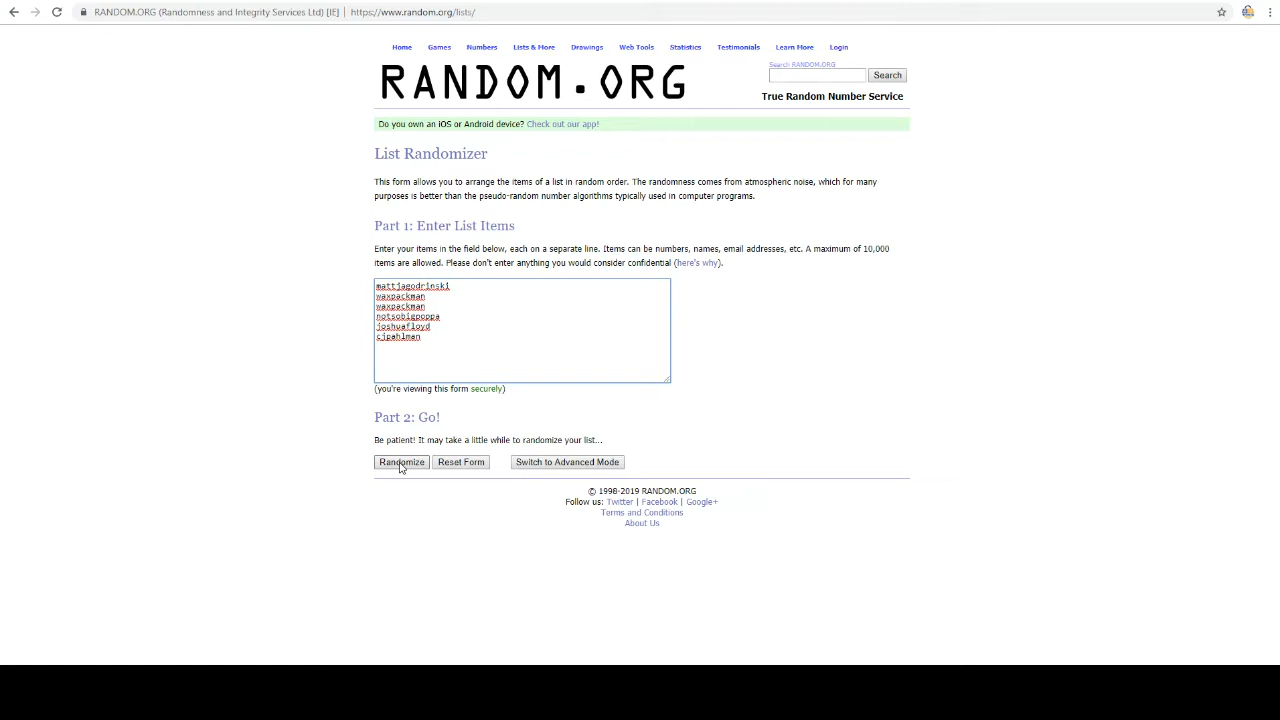 RANDOM.ORG (Randomness and Integrity Services Ltd) [IE] | https://www.random.org/lists/
Home Games Numbers Lists & More Drawings Web Tools Statistics Testimonials Learn More Login
Search RANDOM.ORG
RANDOM.ORG
Search
True Random Number Service
Do you own an iOS or Android device? Check out our app!
List Randomizer
This form allows you to arrange the items of a list in random order. The randomness comes from atmospheric noise, which for many
purposes is better than the pseudo-random number algorithms typically used in computer programs.
Part 1: Enter List Items
Enter your items in the field below, each on a separate line. Items can be numbers, names, email addresses, etc. A maximum of 10,000
items are allowed. Please don't enter anything you would consider confidential (here's why).
mattjagodrinski
waxpackman
waxpackman
notsobigpoppa
joshuafloyd
cjpahlman
(you're viewing this form securely)
Part 2: Go!
Be patient! It may take a little while to randomize your list...
Randomize Reset Form Switch to Advanced Mode
© 1998-2019 RANDOM.ORG
Follow us: Twitter | Facebook | Google+
Terms and Conditions
About Us